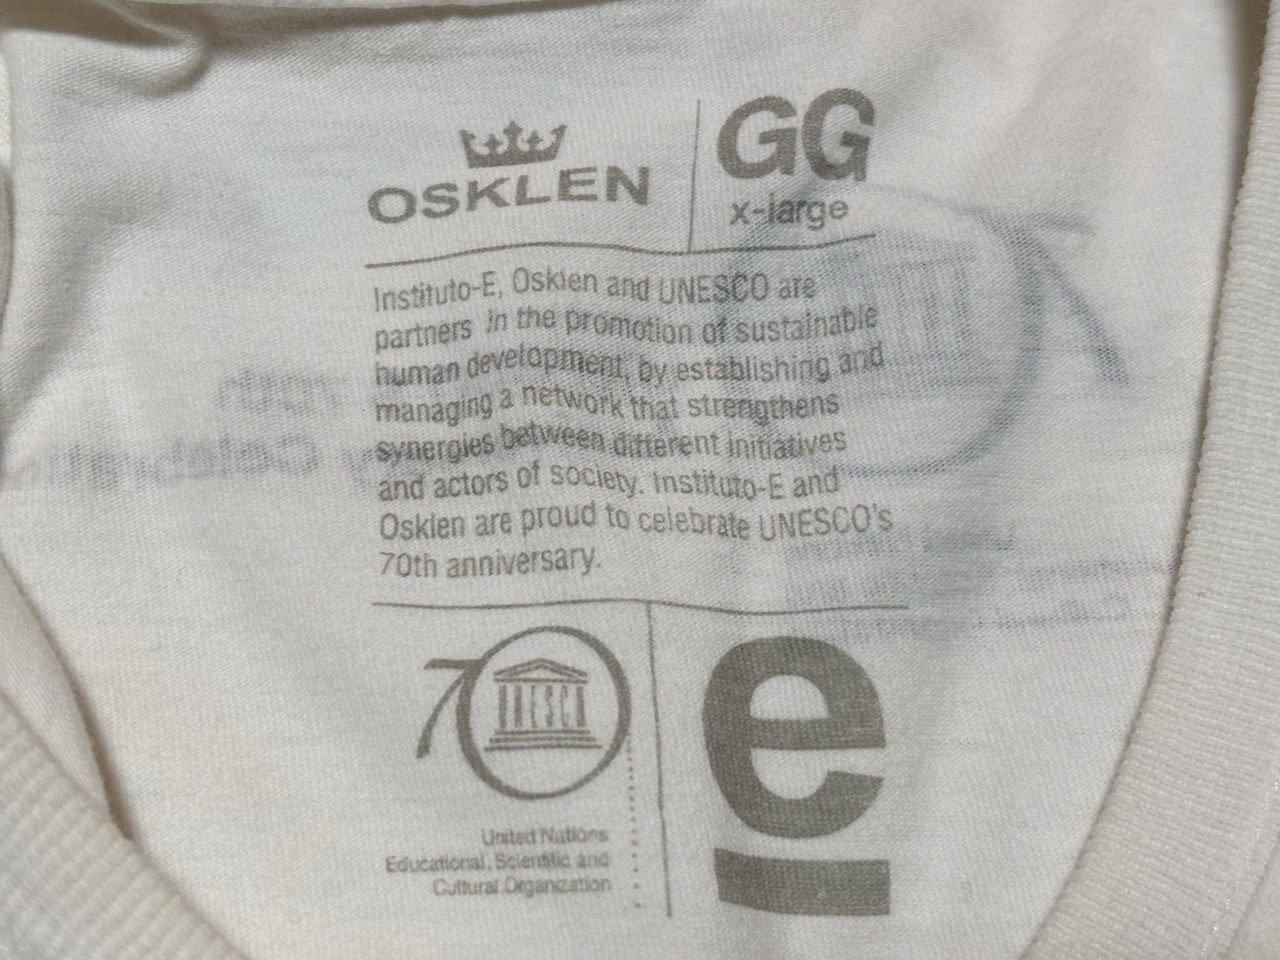 OSKLEN
GG
x-large
Instituto-E, Osklen and UNESCO are
partners in the promotion of sustainable
human development, by establishing and
managing a network that strengthens
synergies between different initiatives
and actors of society. Instituto-E and
Osklen are proud to celebrate UNESCO's
70th anniversary.
70
UNESCO
United Nations
Educational, Scientific and
Cultural Organization
e